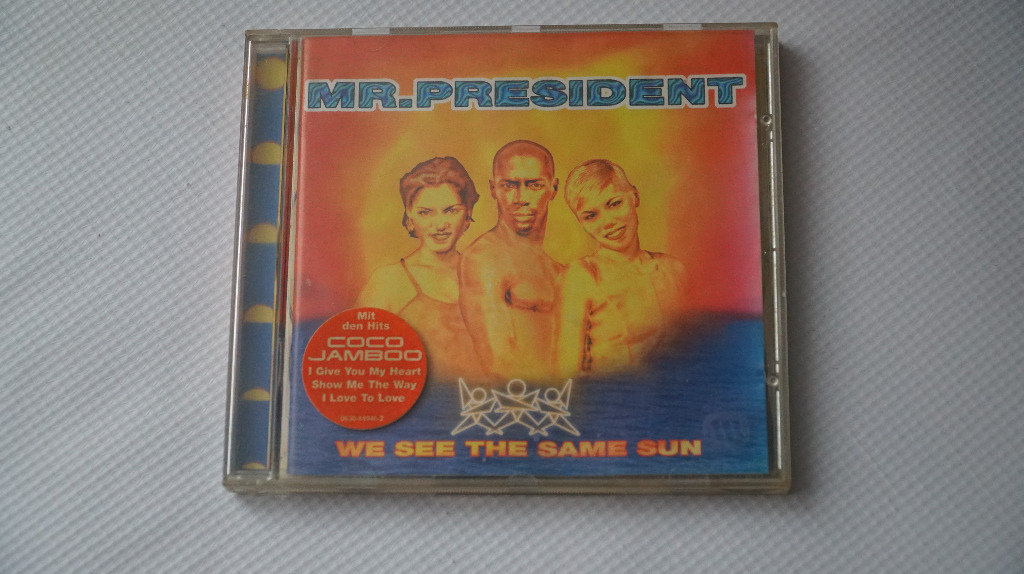 MR.PRESIDENT
Mit
den Hits
COCO
JAMBOO
I Give You My Heart
Show Me The Way
I Love To Love
WE SEE THE SAME SUN